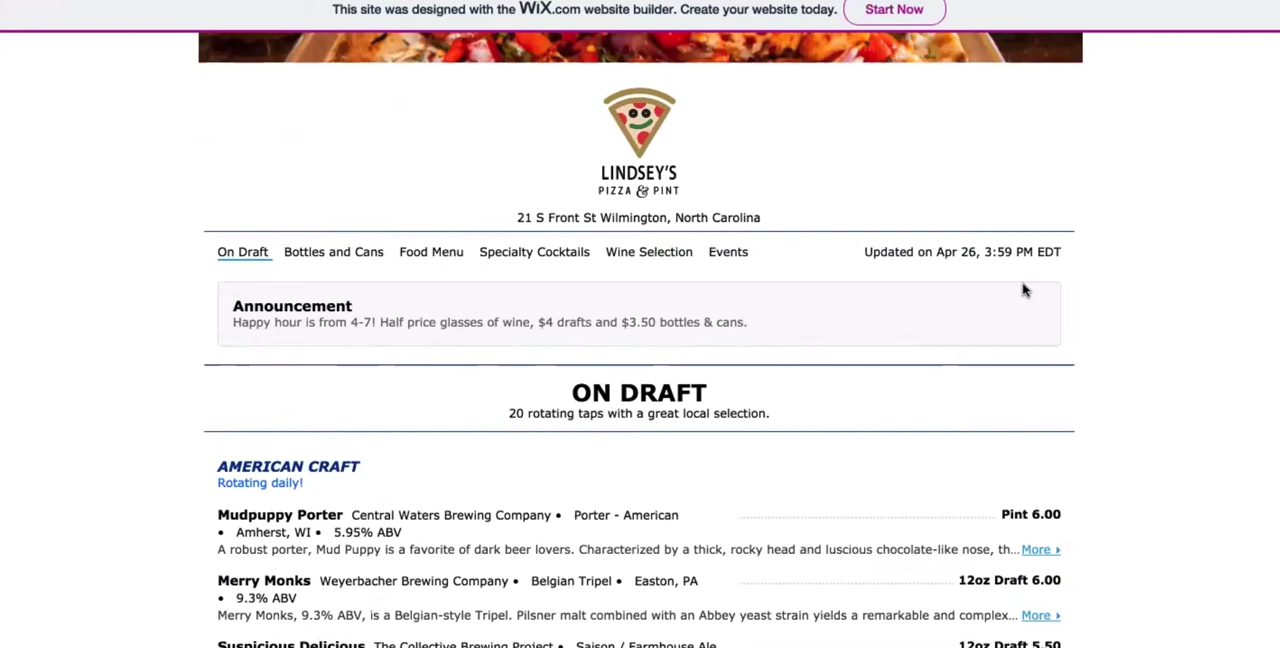 This site was designed with the WiX.com website builder. Create your website today. Start Now
LINDSEY'S
PIZZA & PINT
21 S Front St Wilmington, North Carolina
On Draft Bottles and Cans Food Menu Specialty Cocktails Wine Selection Events Updated on Apr 26, 3:59 PM EDT
Announcement
Happy hour is from 4-7! Half price glasses of wine, $4 drafts and $3.50 bottles & cans.
ON DRAFT
20 rotating taps with a great local selection.
AMERICAN CRAFT
Rotating daily!
Mudpuppy Porter Central Waters Brewing Company • Porter - American Pint 6.00
• Amherst, WI • 5.95% ABV
A robust porter, Mud Puppy is a favorite of dark beer lovers. Characterized by a thick, rocky head and luscious chocolate-like nose, th... More
Merry Monks Weyerbacher Brewing Company • Belgian Tripel • Easton, PA 12oz Draft 6.00
• 9.3% ABV
Merry Monks, 9.3% ABV, is a Belgian-style Tripel. Pilsner malt combined with an Abbey yeast strain yields a remarkable and complex... More
Suspicious Delicious The Collective Brewing Project • Saison / Farmhouse Ale 12oz Draft 5.50